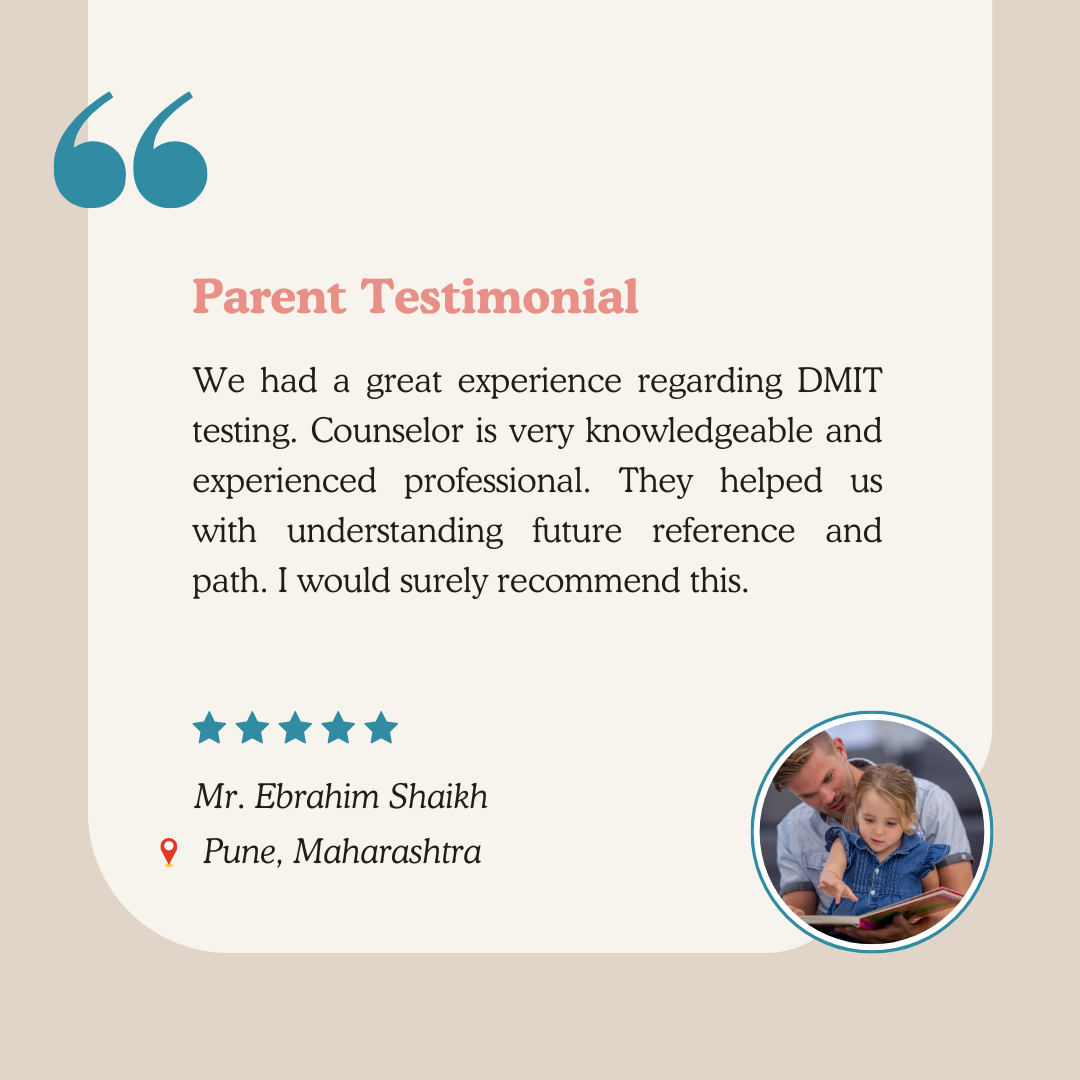 “
Parent Testimonial
We had a great experience regarding DMIT
testing. Counselor is very knowledgeable and
experienced professional. They helped us
with understanding future reference and
path. I would surely recommend this.
Mr. Ebrahim Shaikh
Pune, Maharashtra